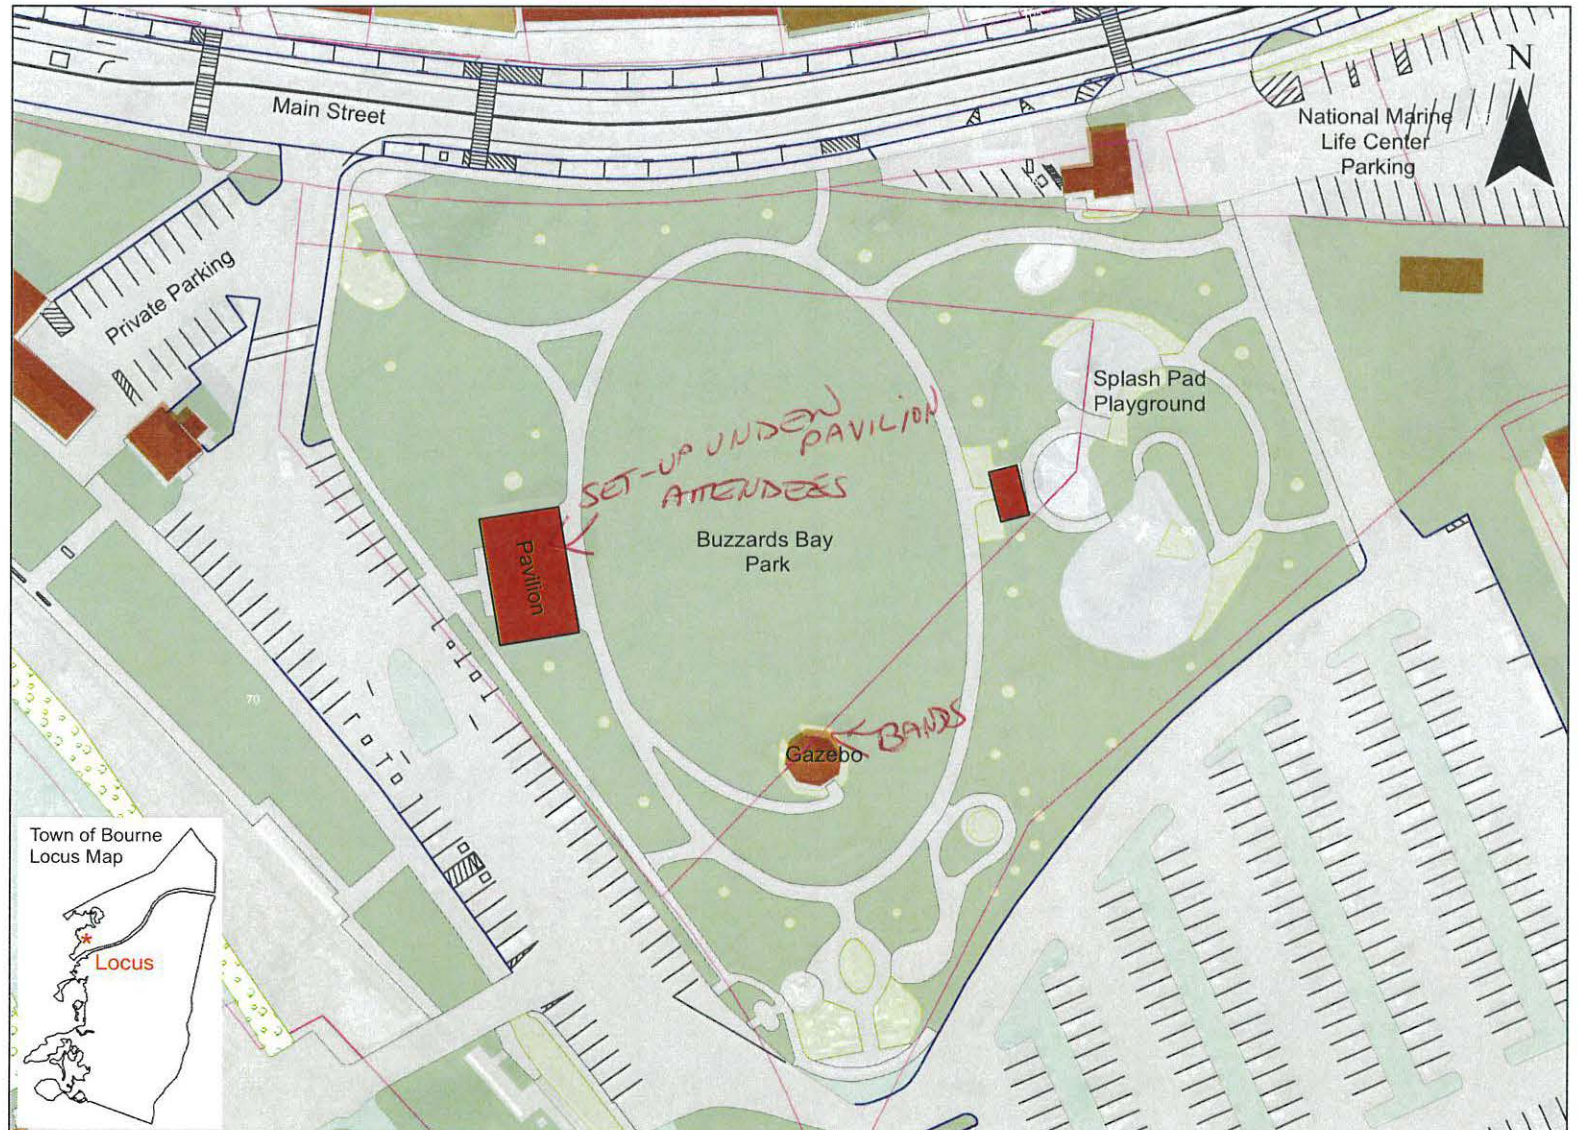 Main Street
N
National Marine
Life Center
Parking
Private Parking
Splash Pad
Playground
SET-UP UNDER
PAVILION
ATTENDEES
Pavilion
Buzzards Bay
Park
70
BANDS
Gazebo
Town of Bourne
Locus Map
Locus